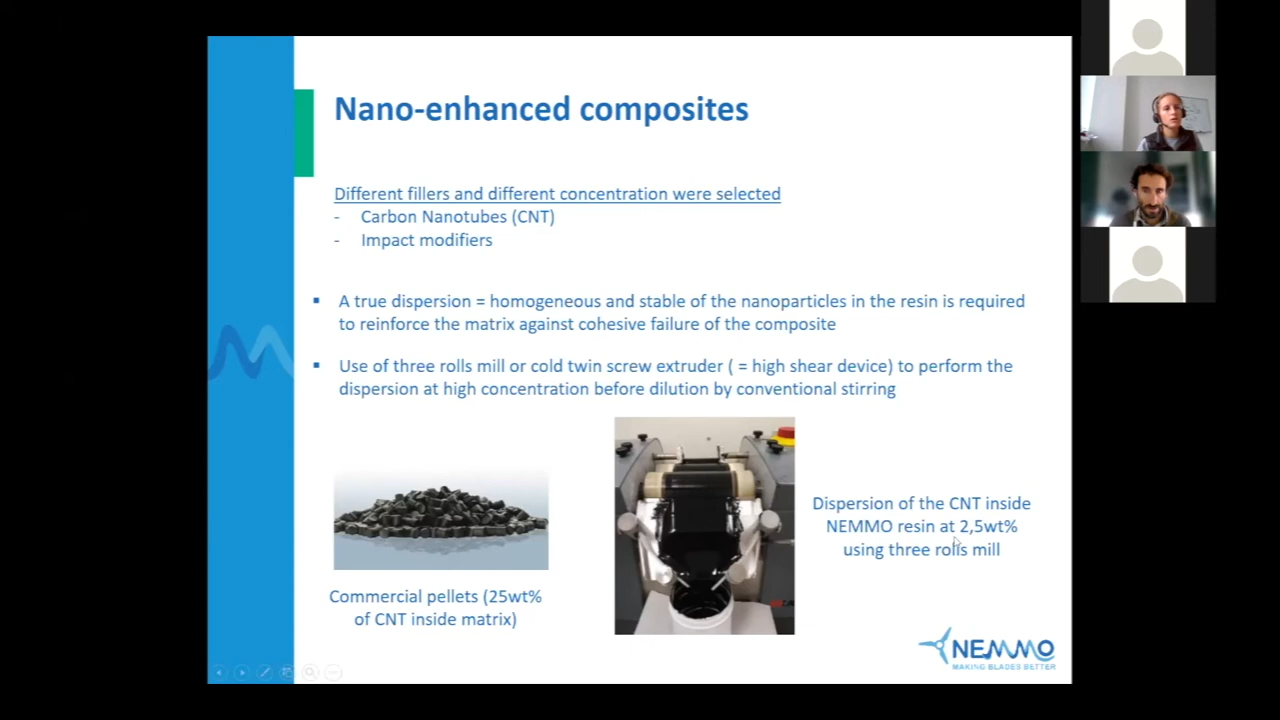 Nano-enhanced composites
Different fillers and different concentration were selected
- Carbon Nanotubes (CNT)
- Impact modifiers
▪ A true dispersion = homogeneous and stable of the nanoparticles in the resin is required
to reinforce the matrix against cohesive failure of the composite
▪ Use of three rolls mill or cold twin screw extruder ( = high shear device) to perform the
dispersion at high concentration before dilution by conventional stirring
Commercial pellets (25wt%
of CNT inside matrix)
Dispersion of the CNT inside
NEMMO resin at 2,5wt%
using three rolls mill
NEMMO
MAKING BLADES BETTER